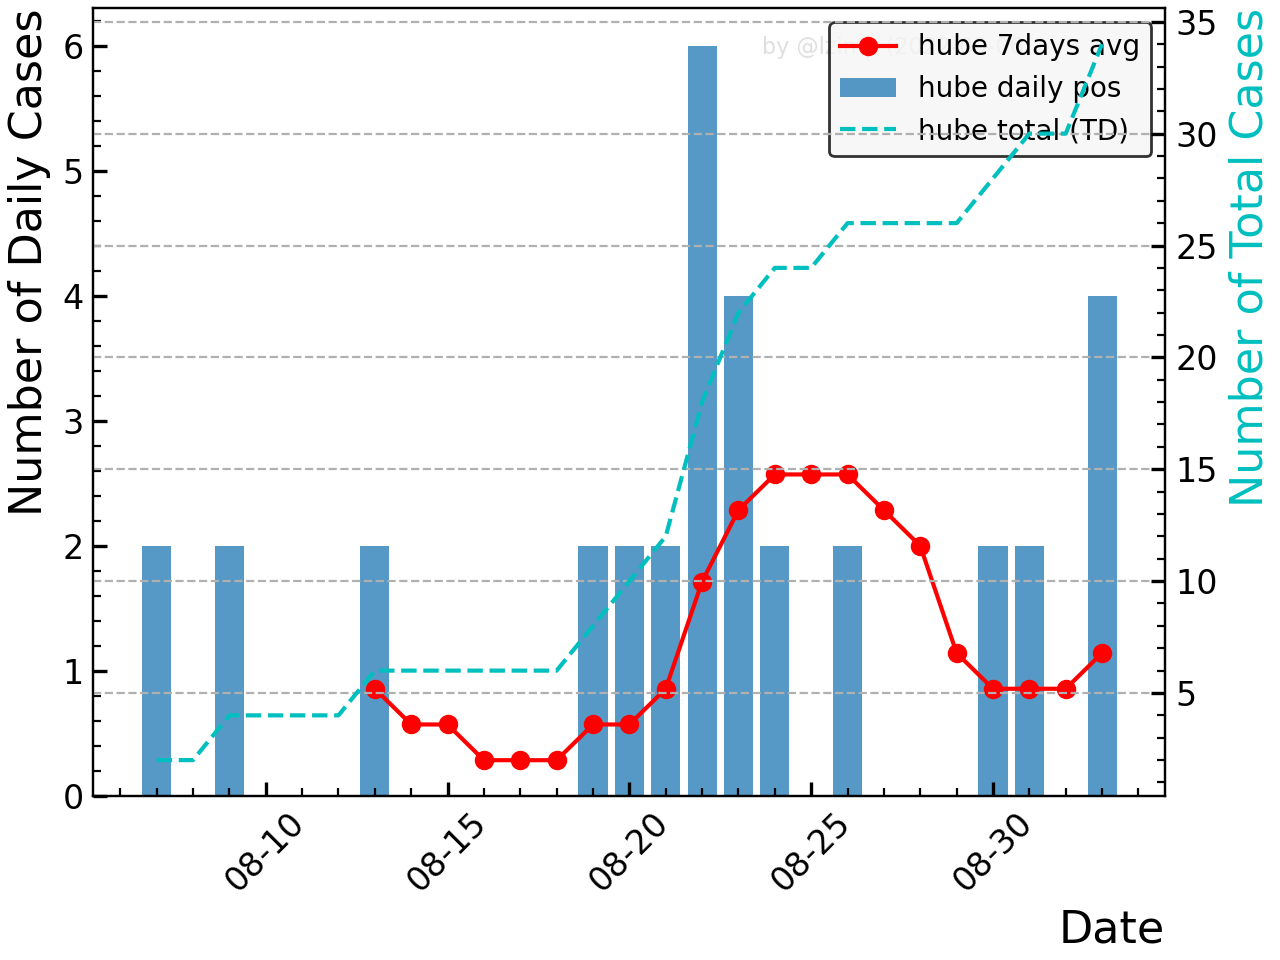 Number of Daily Cases
6
5
4
3
2
1
0
by
hube 7days avg
hube daily pos
hube total (TD)
35
30
25
20
15
10
5
Number of Total Cases
08-10
08-15
08-20
08-25
08-30
Date